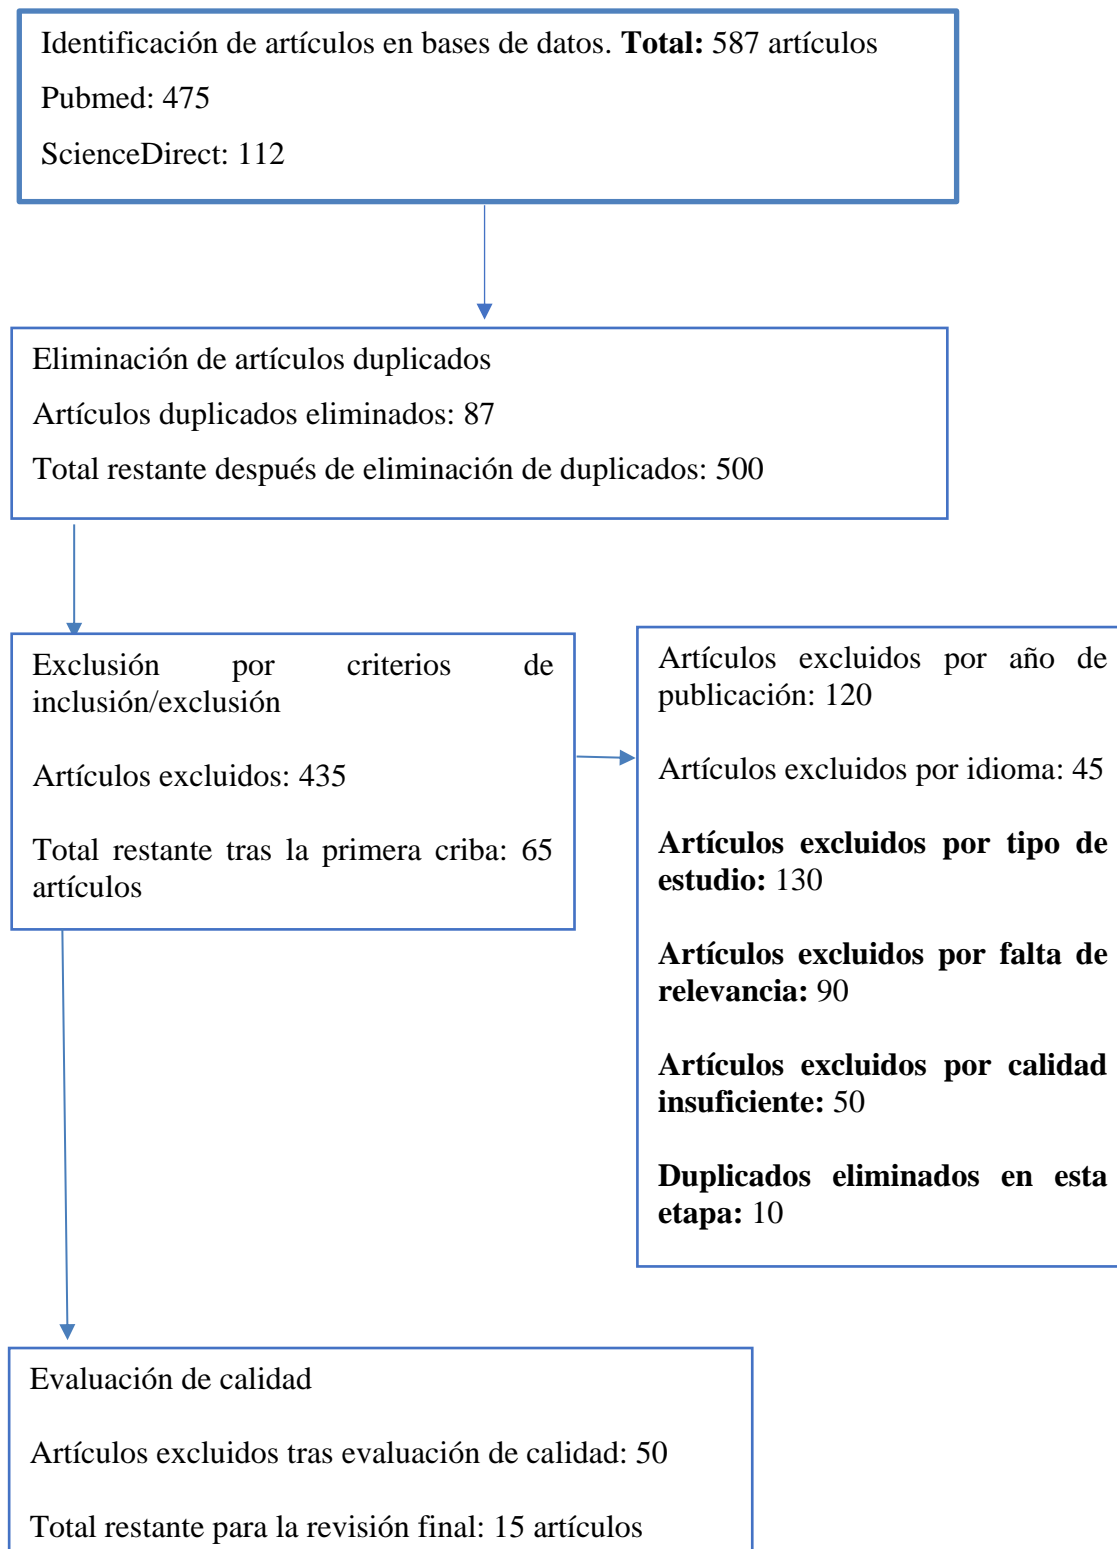 Identificación de artículos en bases de datos. Total: 587 artículos
Pubmed: 475
ScienceDirect: 112
Eliminación de artículos duplicados
Artículos duplicados eliminados: 87
Total restante después de eliminación de duplicados: 500
Exclusión por criterios de
inclusión/exclusión
Artículos excluidos: 435
Total restante tras la primera criba: 65
artículos
Artículos excluidos por año de
publicación: 120
Artículos excluidos por idioma: 45
Artículos excluidos por tipo de
estudio: 130
Artículos excluidos por falta de
relevancia: 90
Artículos excluidos por calidad
insuficiente: 50
Duplicados eliminados en esta
etapa: 10
Evaluación de calidad
Artículos excluidos tras evaluación de calidad: 50
Total restante para la revisión final: 15 artículos